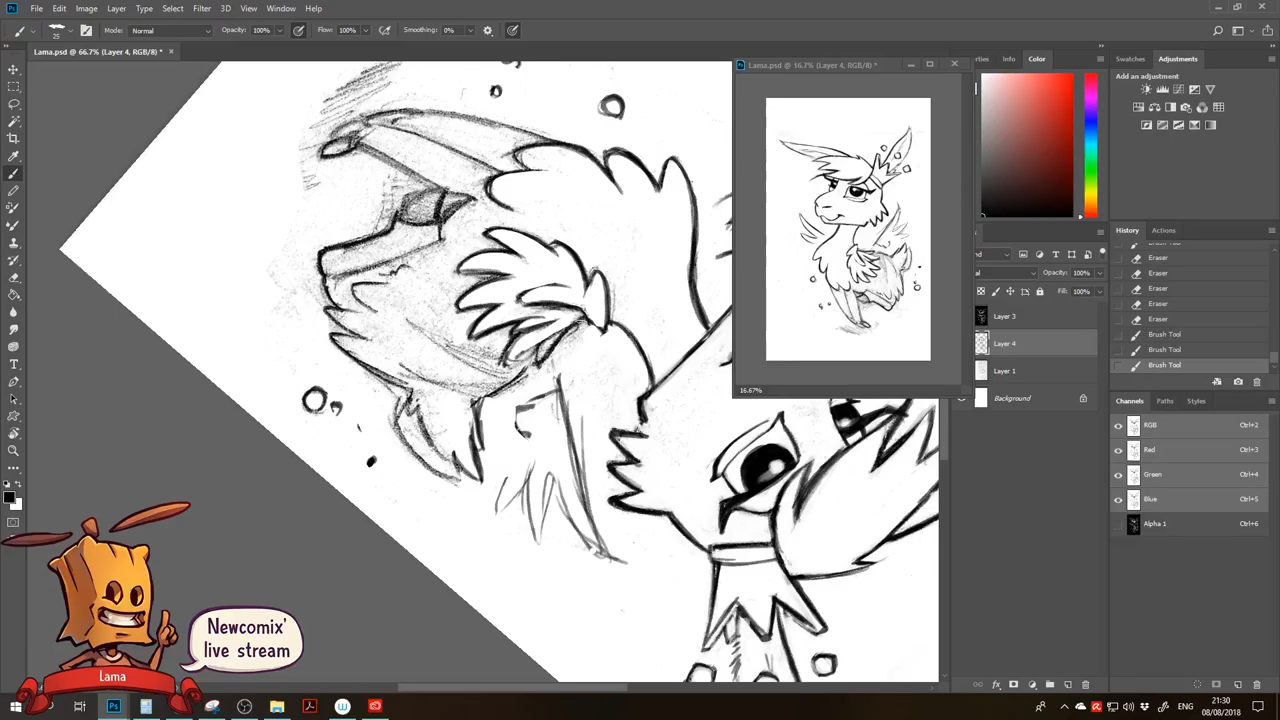 Ps File Edit Image Layer Type Select Filter 3D View Window Help
25 Mode: Normal Opacity: 100% Flow: 100% Smoothing: 0%
Lama.psd @ 66.7% (Layer 4, RGB/8) *
Lama.psd @ 16.7% (Layer 4, RGB/8) *
16.67%
Info Color
Swatches Adjustments
Add an adjustment
Opacity: 100%
Fill: 100%
Layer 3
Layer 4
Layer 1
Background
History Actions
Brush Tool
Eraser
Eraser
Eraser
Eraser
Eraser
Brush Tool
Brush Tool
Brush Tool
Channels Paths Styles
RGB Ctrl+2
Red Ctrl+3
Green Ctrl+4
Blue Ctrl+5
Alpha 1 Ctrl+6
Newcomix'
live stream
Lama
ENG
21:30
08/08/2018